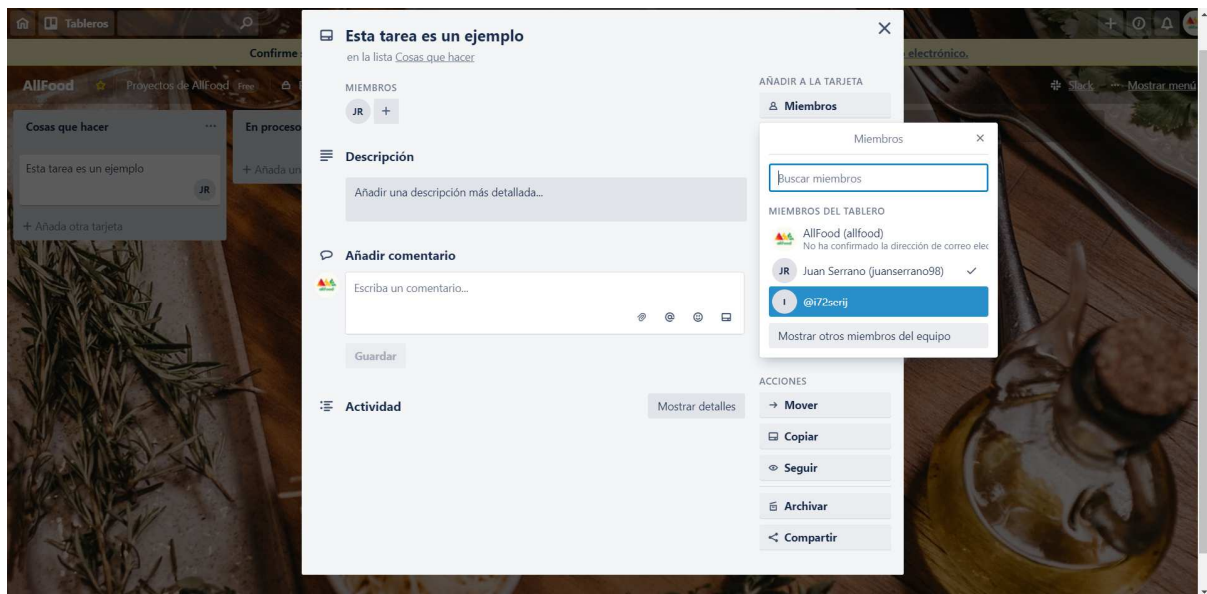 Tableros
Confirme
electrónico.
AllFood
Proyectos de AllFood
Free
Slack
Mostrar menú
Cosas que hacer
...
Esta tarea es un ejemplo
JR
+ Añada otra tarjeta
En proceso
+ Añada un
Esta tarea es un ejemplo
en la lista Cosas que hacer
MIEMBROS
JR +
Descripción
Añadir una descripción más detallada...
Añadir comentario
Escriba un comentario...
Guardar
Actividad
Mostrar detalles
AÑADIR A LA TARJETA
Miembros
Miembros
Buscar miembros
MIEMBROS DEL TABLERO
AllFood (allfood)
No ha confirmado la dirección de correo elec
JR Juan Serrano (juanserrano98)
I @i72serij
Mostrar otros miembros del equipo
ACCIONES
Mover
Copiar
Seguir
Archivar
Compartir